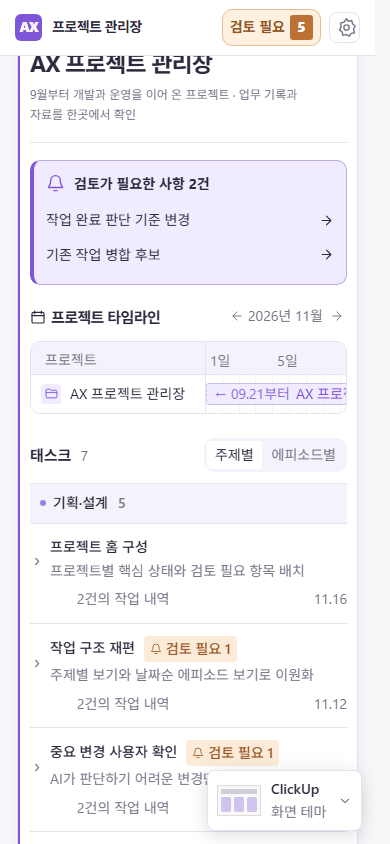 AX 프로젝트 관리장 검토 필요 5
AX 프로젝트 관리장
9월부터 개발과 운영을 이어 온 프로젝트 · 업무 기록과
자료를 한곳에서 확인
검토가 필요한 사항 2건
작업 완료 판단 기준 변경 →
기존 작업 병합 후보 →
프로젝트 타임라인 ← 2026년 11월 →
프로젝트 1일 5일
AX 프로젝트 관리장 ← 09.21부터 AX 프로
태스크 7 주제별 에피소드별
기획·설계 5
프로젝트 홈 구성
프로젝트별 핵심 상태와 검토 필요 항목 배치
2건의 작업 내역 11.16
작업 구조 재편 검토 필요 1
주제별 보기와 날짜순 에피소드 보기로 이원화
2건의 작업 내역 11.12
중요 변경 사용자 확인 검토 필요 1
AI가 판단하기 어려운 변경
2건의 작업 내역
ClickUp
화면 테마